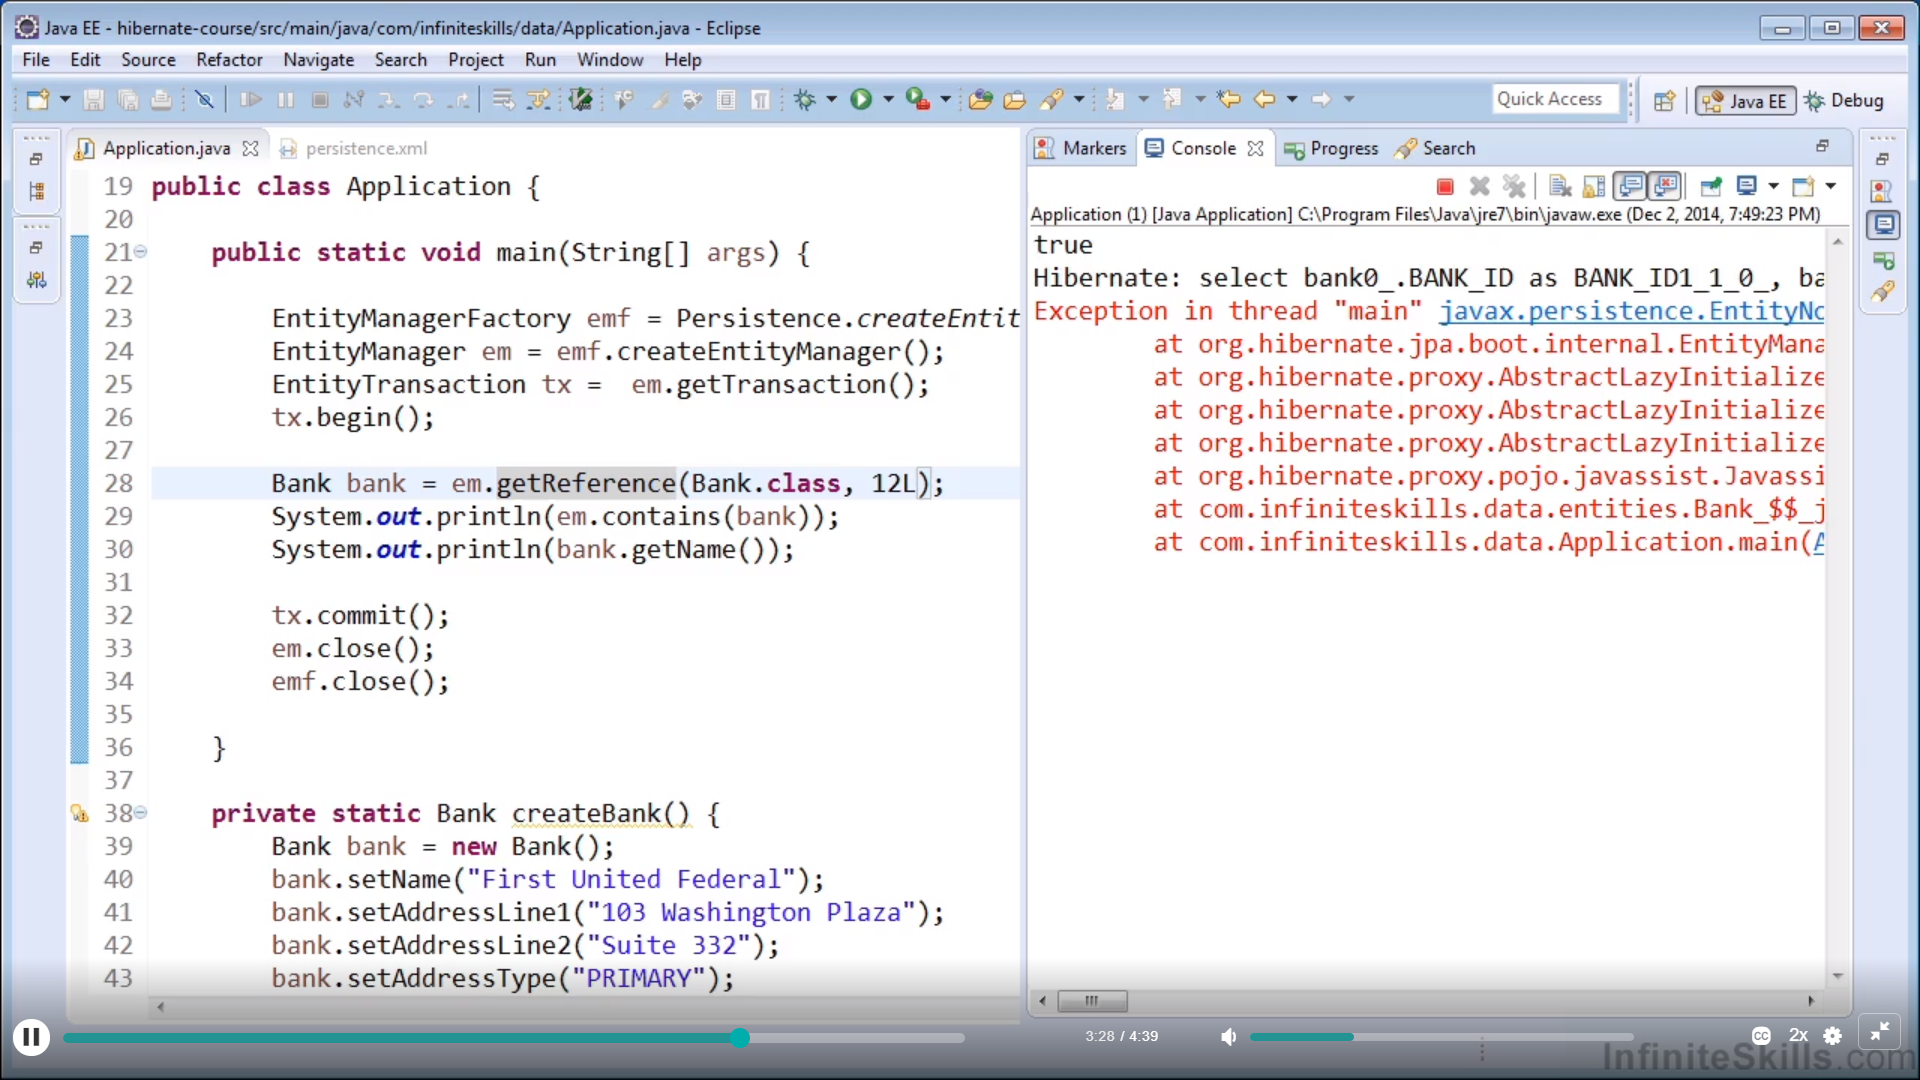 Java EE - hibernate-course/src/main/java/com/infiniteskills/data/Application.java - Eclipse
File Edit Source Refactor Navigate Search Project Run Window Help
Quick Access
Java EE
Debug
Application.java
persistence.xml
19 public class Application {
20
21 public static void main(String[] args) {
22
23 EntityManagerFactory emf = Persistence.createEntit
24 EntityManager em = emf.createEntityManager();
25 EntityTransaction tx =  em.getTransaction();
26 tx.begin();
27
28 Bank bank = em.getReference(Bank.class, 12L);
29 System.out.println(em.contains(bank));
30 System.out.println(bank.getName());
31
32 tx.commit();
33 em.close();
34 emf.close();
35
36 }
37
38 private static Bank createBank() {
39 Bank bank = new Bank();
40 bank.setName("First United Federal");
41 bank.setAddressLine1("103 Washington Plaza");
42 bank.setAddressLine2("Suite 332");
43 bank.setAddressType("PRIMARY");
Markers Console Progress Search
Application (1) [Java Application] C:\Program Files\Java\jre7\bin\javaw.exe (Dec 2, 2014, 7:49:23 PM)
true
Hibernate: select bank0_.BANK_ID as BANK_ID1_1_0_, ba
Exception in thread "main" javax.persistence.EntityNo
at org.hibernate.jpa.boot.internal.EntityMana
at org.hibernate.proxy.AbstractLazyInitialize
at org.hibernate.proxy.AbstractLazyInitialize
at org.hibernate.proxy.AbstractLazyInitialize
at org.hibernate.proxy.pojo.javassist.Javassi
at com.infiniteskills.data.entities.Bank_$$_j
at com.infiniteskills.data.Application.main(A
3:28 / 4:39
CC
2x
InfiniteSkills.com